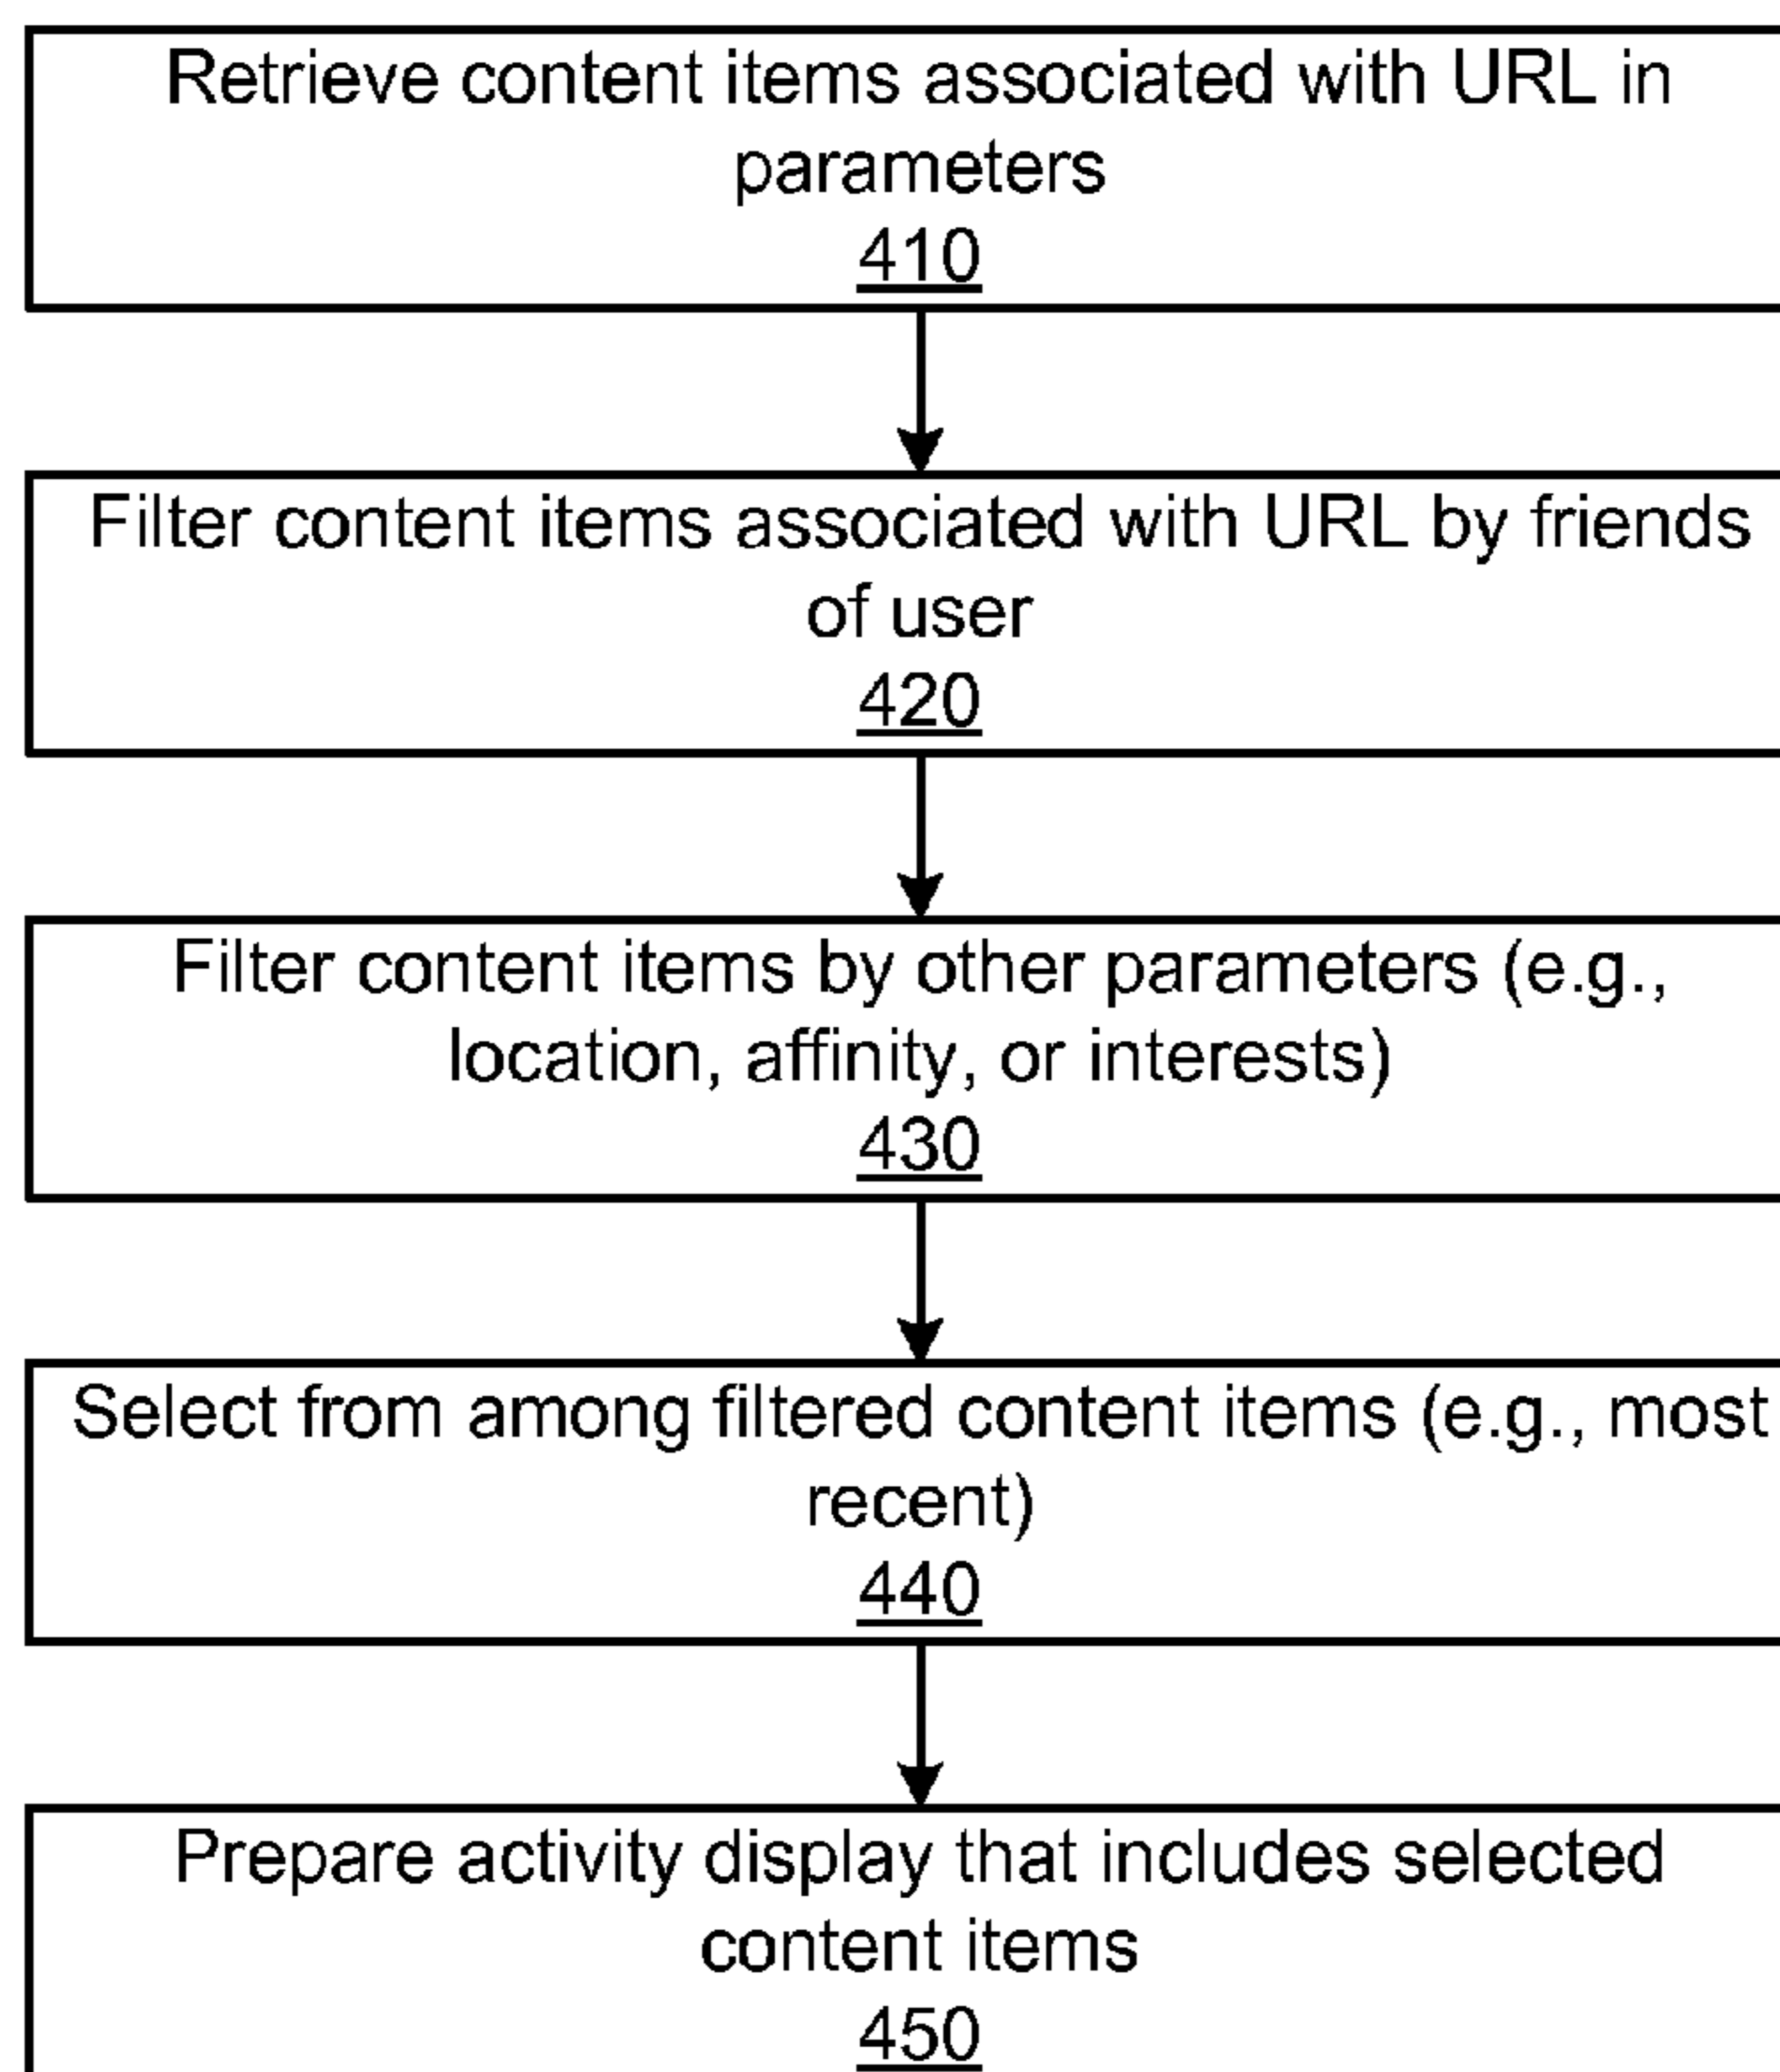 Retrieve content items associated with URL in
parameters
410
Filter content items associated with URL by friends
of user
420
Filter content items by other parameters (e.g.,
location, affinity, or interests)
430
Select from among filtered content items (e.g., most
recent)
440
Prepare activity display that includes selected
content items
450